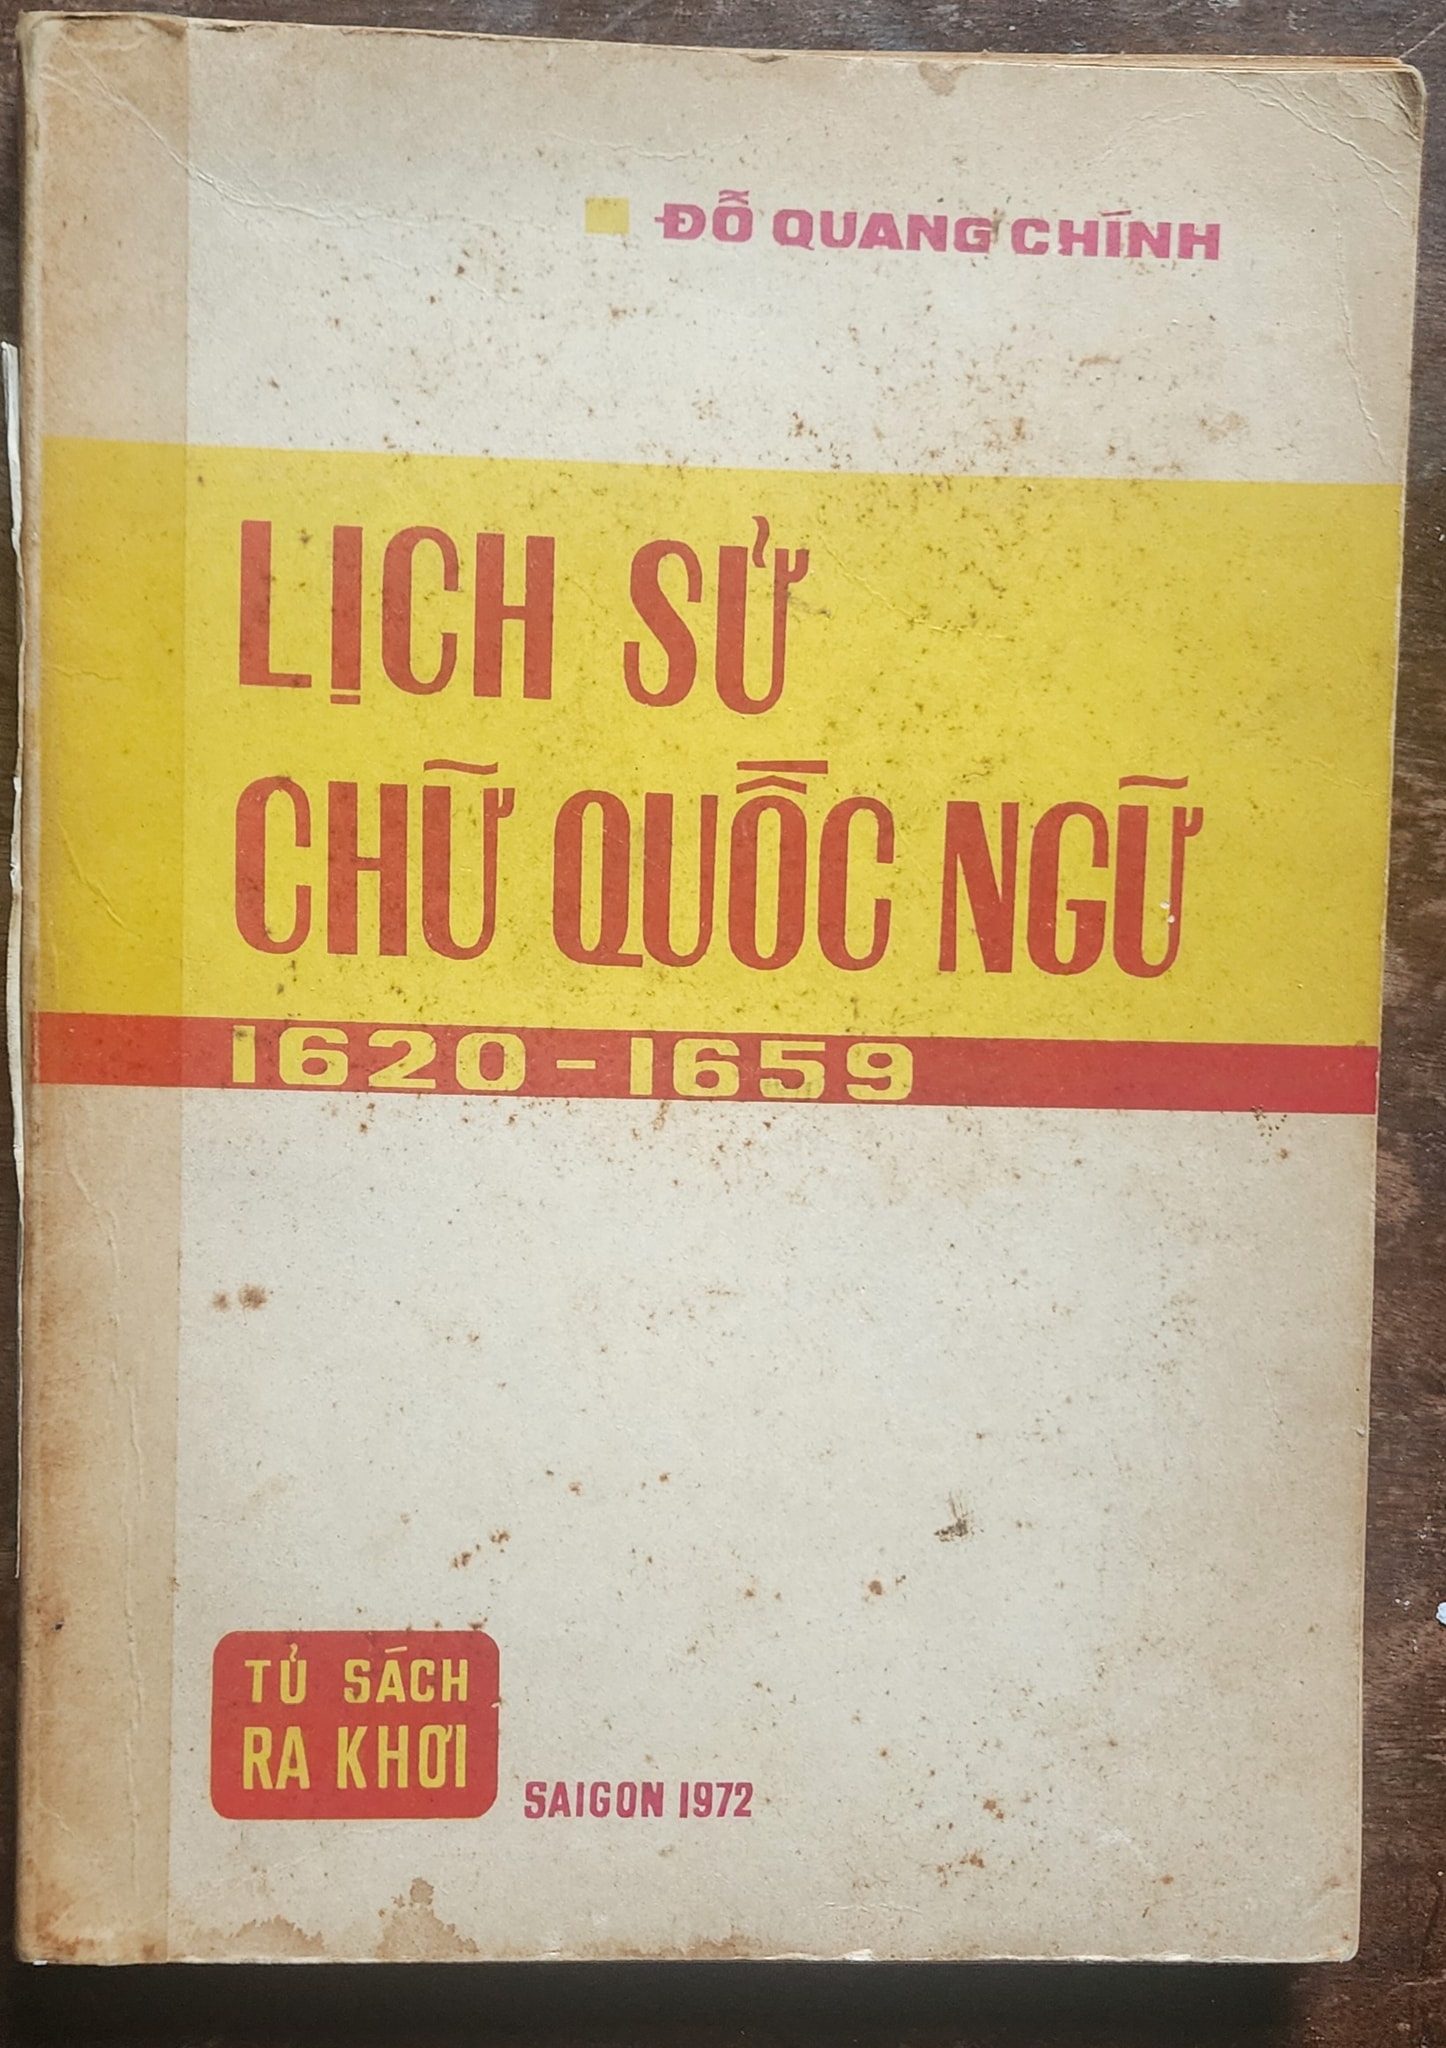 ĐỖ QUANG CHÍNH
LỊCH SỬ
CHỮ QUỐC NGỮ
1620 - 1659
TỦ SÁCH
RA KHƠI
SAIGON 1972